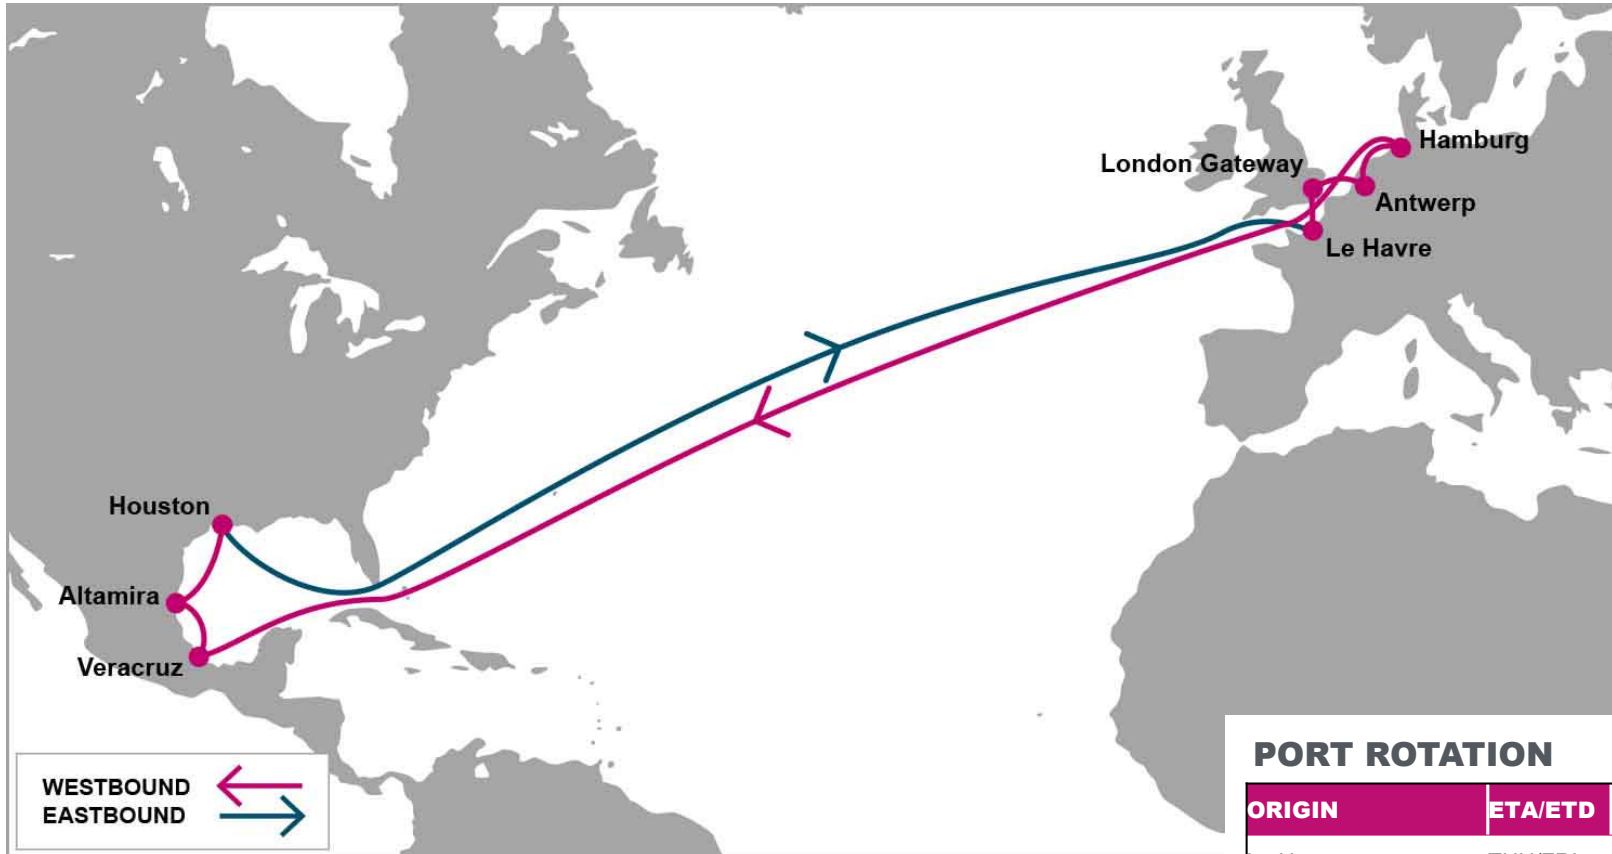 Hamburg
London Gateway
Antwerp
Le Havre
Houston
Altamira
Veracruz
WESTBOUND
EASTBOUND
PORT ROTATION
ORIGIN ETA/ETD